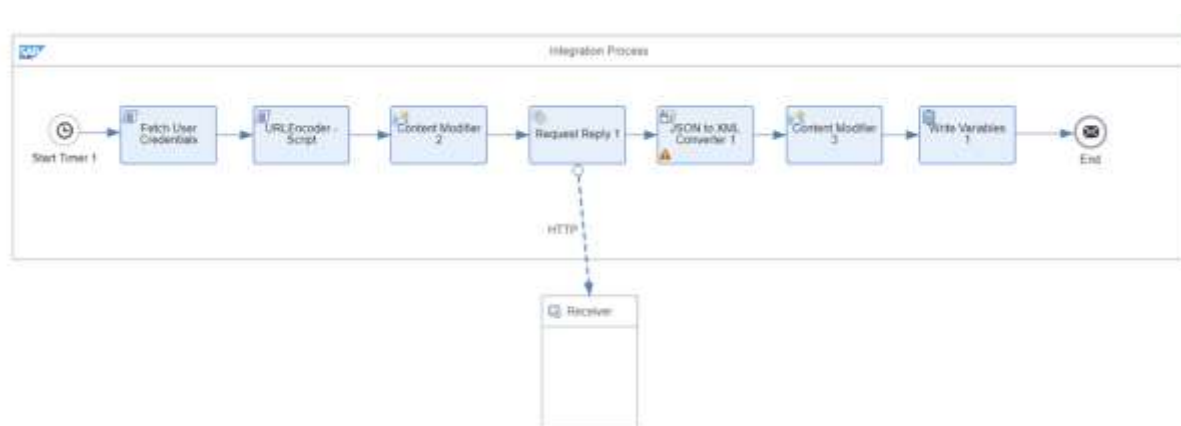 SAP
Integration Process
Start Timer 1
Fetch User
Credentials
URLEncoder -
Script
Content Modifier
2
Request Reply 1
JSON to XML
Converter 1
Content Modifier
3
Write Variables
1
End
HTTP
Receiver